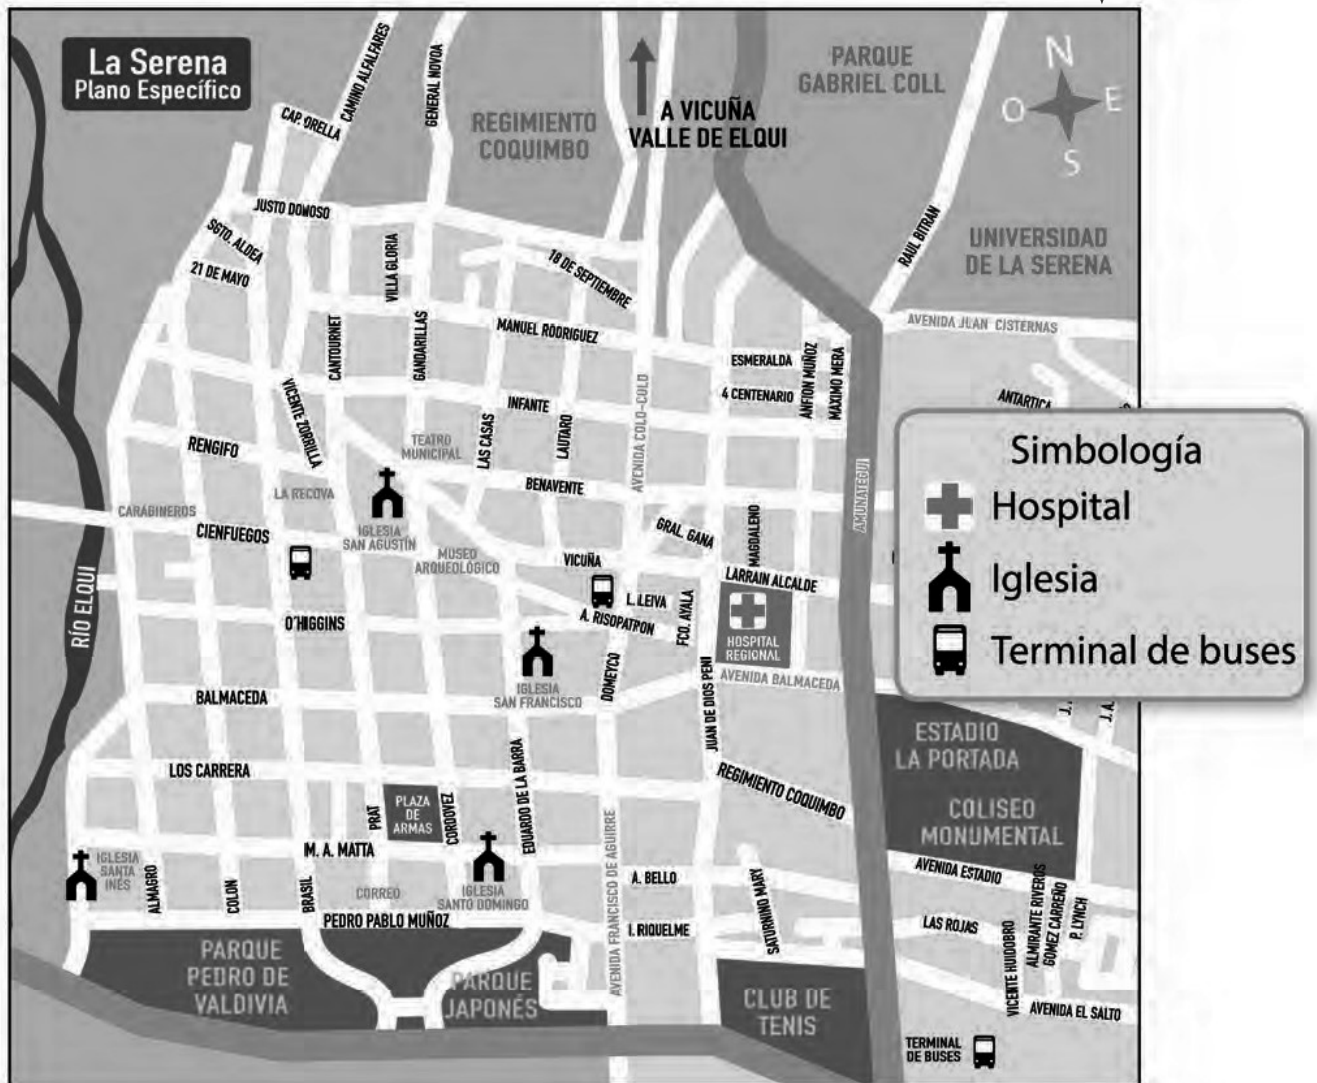 La Serena
Plano Específico
CAMINO ALFALFARES
GENERAL NOVOA
CAP. ORELLA
REGIMIENTO
COQUIMBO
A VICUÑA
VALLE DE ELQUI
PARQUE
GABRIEL COLL
N
O
E
S
JUSTO DOMOSO
SGTO. ALDEA
21 DE MAYO
VILLA GLORIA
18 DE SEPTIEMBRE
RAUL BITRAN
UNIVERSIDAD
DE LA SERENA
AVENIDA JUAN CISTERNAS
CANTOURNET
GANDARILLAS
MANUEL RODRIGUEZ
ESMERALDA
4 CENTENARIO
ANFION MUÑOZ
MAXIMO MERA
ANTARTICA
VICENTE ZORRILLA
INFANTE
LAS CASAS
LAUTARO
AVENIDA COLO-CULO
RENGIFO
TEATRO
MUNICIPAL
LA RECOVA
BENAVENTE
AMUNATEGUI
CARABINEROS
CIENFUEGOS
IGLESIA
SAN AGUSTÍN
MUSEO
ARQUEOLÓGICO
VICUÑA
GRAL. GANA
MAGDALENO
LARRAIN ALCALDE
RÍO ELQUI
O'HIGGINS
L. LEIVA
A. RISOPATRON
FCO. AYALA
HOSPITAL
REGIONAL
AVENIDA BALMACEDA
IGLESIA
SAN FRANCISCO
DOMEYCO
JUAN DE DIOS PENI
BALMACEDA
LOS CARRERA
EDUARDO DE LA BARRA
REGIMIENTO COQUIMBO
ESTADIO
LA PORTADA
COLISEO
MONUMENTAL
PRAT
PLAZA
DE
ARMAS
CORDOVEZ
M. A. MATTA
IGLESIA
SANTA
INÉS
ALMAGRO
COLON
BRASIL
CORREO
IGLESIA
SANTO DOMINGO
AVENIDA FRANCISCO DE AGUIRRE
A. BELLO
SATURNINO MARY
AVENIDA ESTADIO
PEDRO PABLO MUÑOZ
I. RIQUELME
LAS ROJAS
VICENTE HUIDOBRO
ALMIRANTE RIVEROS
GOMEZ CARREÑO
P. LYNCH
PARQUE
PEDRO DE
VALDIVIA
PARQUE
JAPONÉS
CLUB DE
TENIS
AVENIDA EL SALTO
TERMINAL
DE BUSES
Simbología
Hospital
Iglesia
Terminal de buses